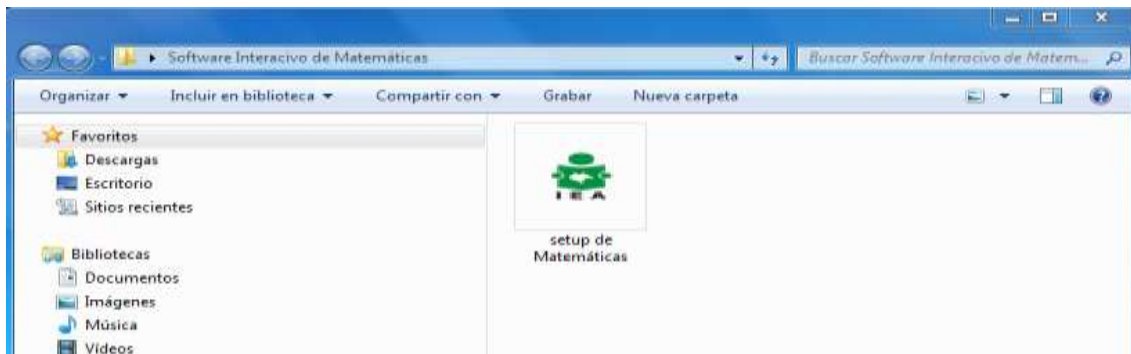 Software Interacivo de Matemáticas
Buscar Software Interacivo de Matem...
Organizar
Incluir en biblioteca
Compartir con
Grabar
Nueva carpeta
Favoritos
Descargas
Escritorio
Sitios recientes
Bibliotecas
Documentos
Imágenes
Música
Vídeos
IEA
setup de
Matemáticas